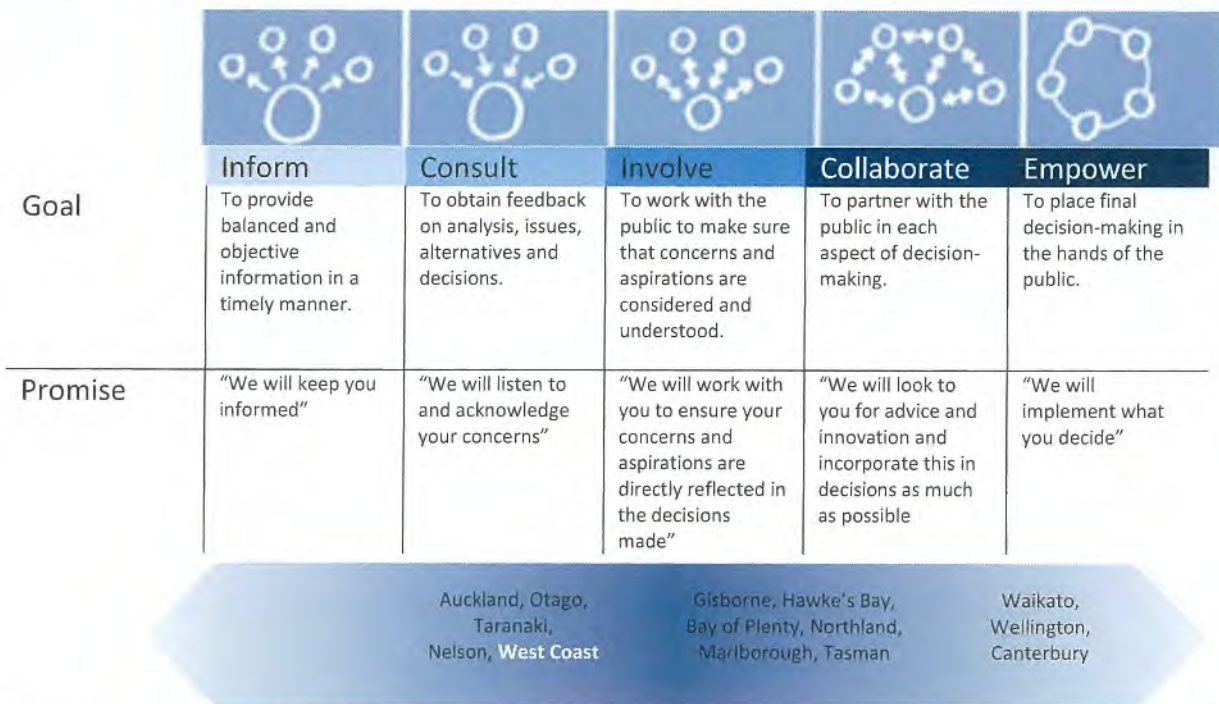 Inform
Consult
Involve
Collaborate
Empower
Goal
To provide
balanced and
objective
information in a
timely manner.
To obtain feedback
on analysis, issues,
alternatives and
decisions.
To work with the
public to make sure
that concerns and
aspirations are
considered and
understood.
To partner with the
public in each
aspect of decision-
making.
To place final
decision-making in
the hands of the
public.
Promise
"We will keep you
informed"
"We will listen to
and acknowledge
your concerns"
"We will work with
you to ensure your
concerns and
aspirations are
directly reflected in
the decisions
made"
"We will look to
you for advice and
innovation and
incorporate this in
decisions as much
as possible
"We will
implement what
you decide"
Auckland, Otago,
Taranaki,
Nelson, West Coast
Gisborne, Hawke's Bay,
Bay of Plenty, Northland,
Marlborough, Tasman
Waikato,
Wellington,
Canterbury